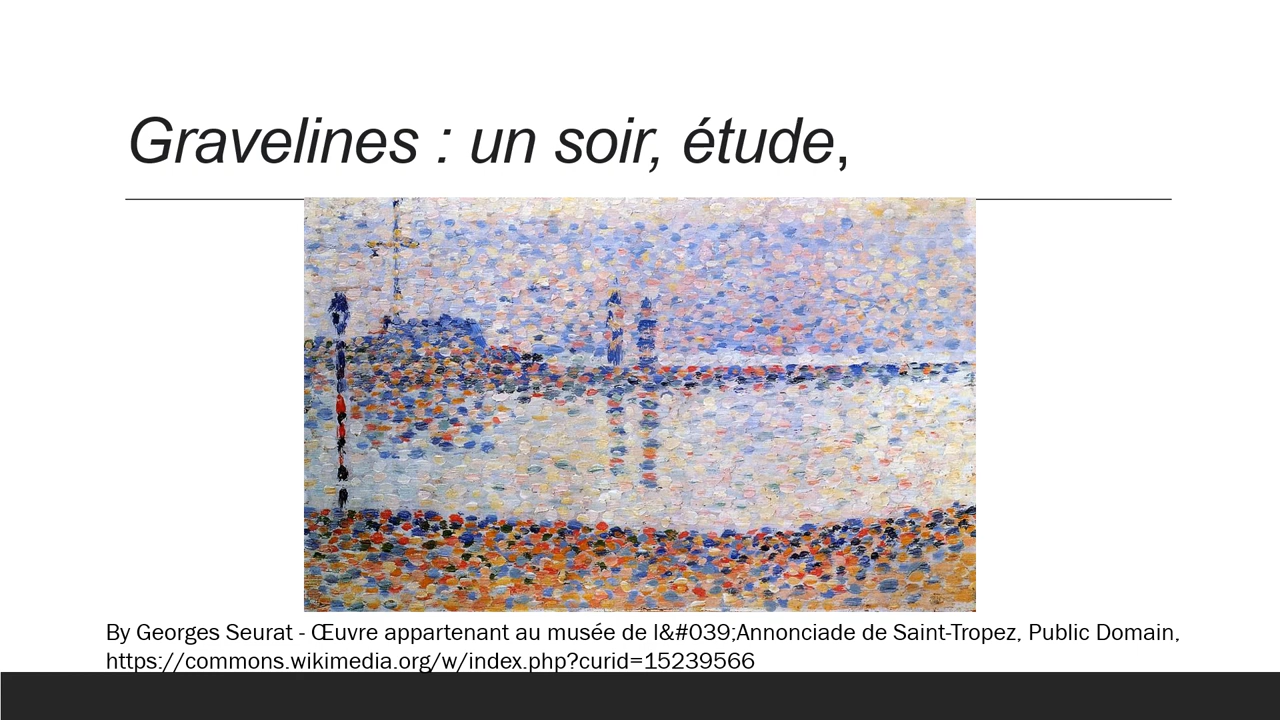 Gravelines : un soir, étude,
By Georges Seurat - Œuvre appartenant au musée de l&#039;Annonciade de Saint-Tropez, Public Domain,
https://commons.wikimedia.org/w/index.php?curid=15239566